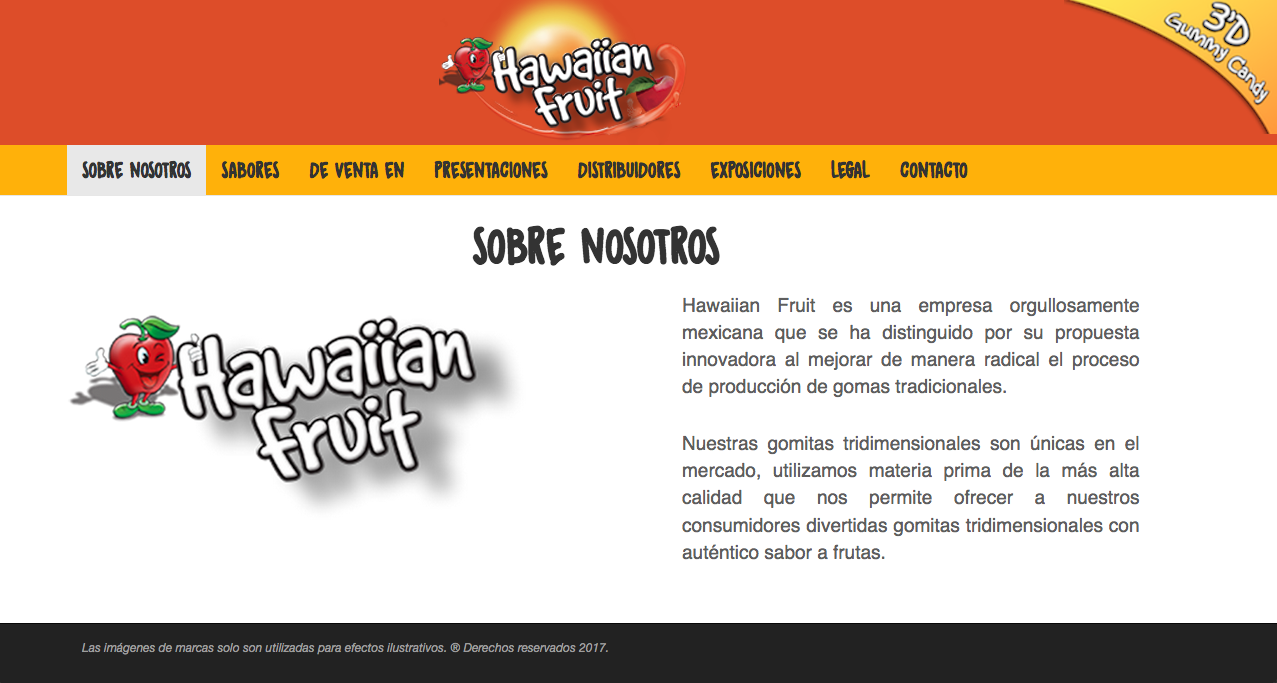 Hawaiian
Fruit
3'D
Gummy Candy
SOBRE NOSOTROS SABORES DE VENTA EN PRESENTACIONES DISTRIBUIDORES EXPOSICIONES LEGAL CONTACTO
SOBRE NOSOTROS
Hawaiian
Fruit
Hawaiian Fruit es una empresa orgullosamente
mexicana que se ha distinguido por su propuesta
innovadora al mejorar de manera radical el proceso
de producción de gomas tradicionales.
Nuestras gomitas tridimensionales son únicas en el
mercado, utilizamos materia prima de la más alta
calidad que nos permite ofrecer a nuestros
consumidores divertidas gomitas tridimensionales con
auténtico sabor a frutas.
Las imágenes de marcas solo son utilizadas para efectos ilustrativos. ® Derechos reservados 2017.